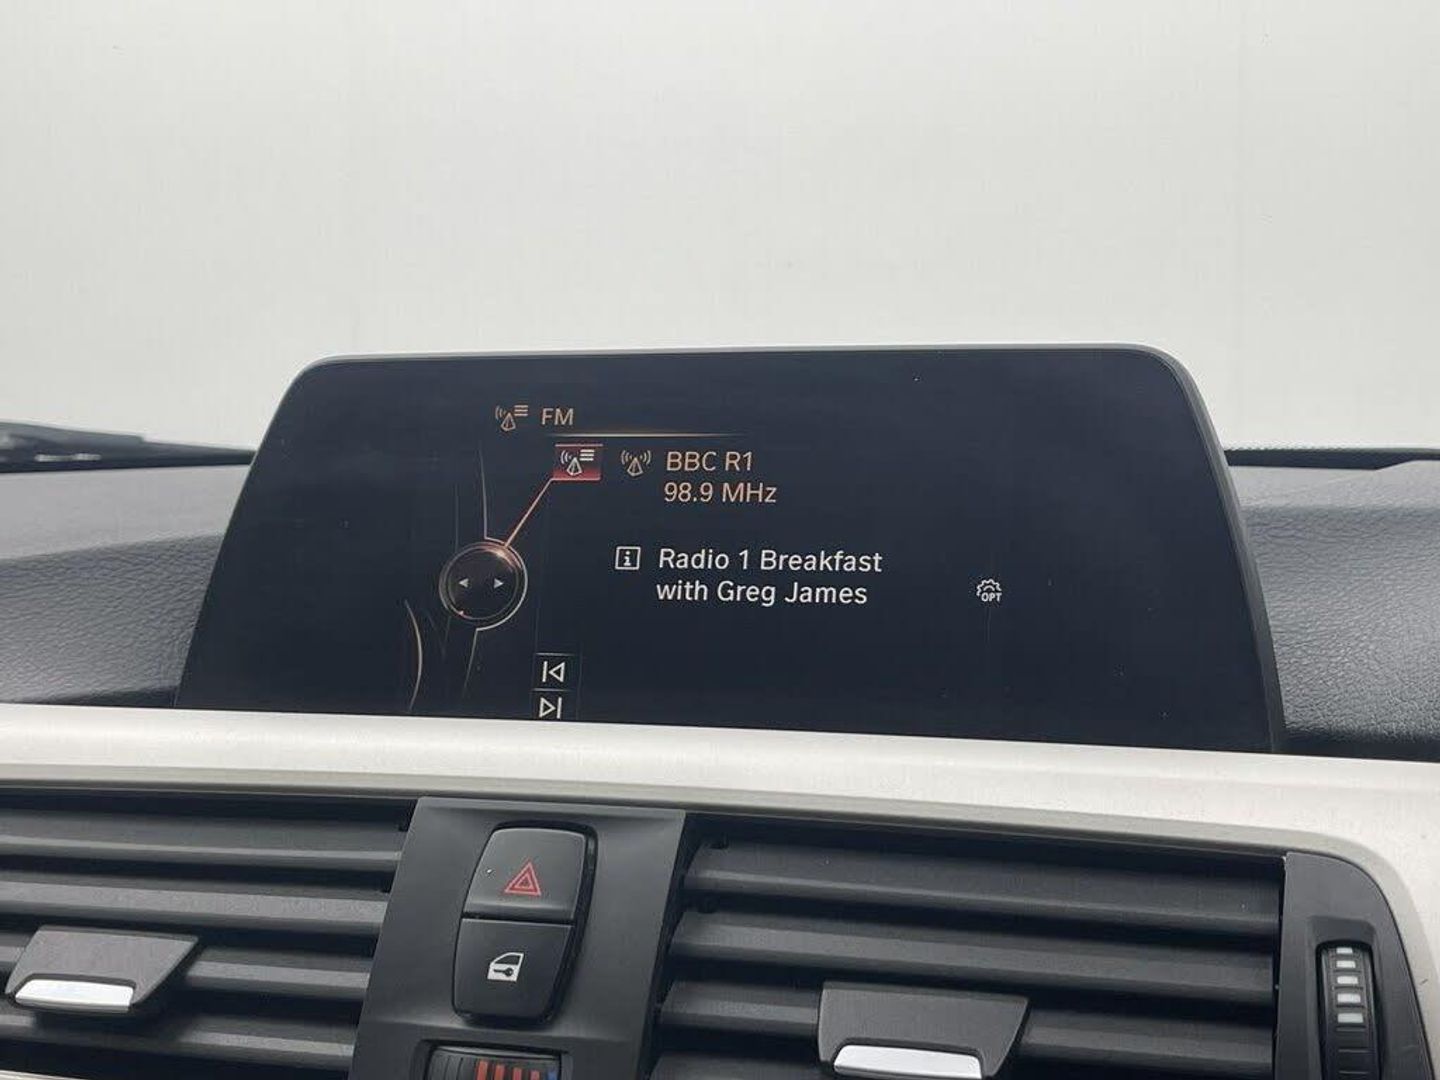 FM
BBC R1
98.9 MHz
i Radio 1 Breakfast
with Greg James
OPT